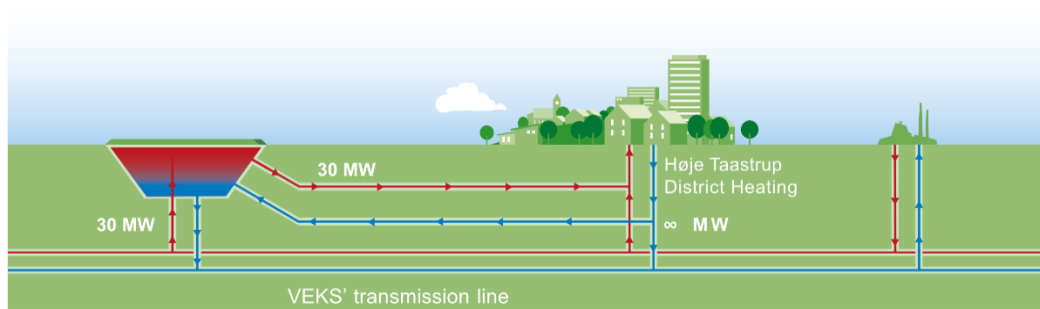 30 MW
Høje Taastrup
District Heating
30 MW
∞ MW
VEKS' transmission line